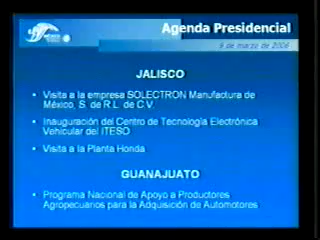 Agenda Presidencial
9 de marzo de 2006
JALISCO
• Visita a la empresa SOLECTRON Manufactura de
México, S. de R.L. de C.V.
• Inauguración del Centro de Tecnología Electrónica
Vehicular del ITESO
• Visita a la Planta Honda
GUANAJUATO
• Programa Nacional de Apoyo a Productores
Agropecuarios para la Adquisición de Automotores